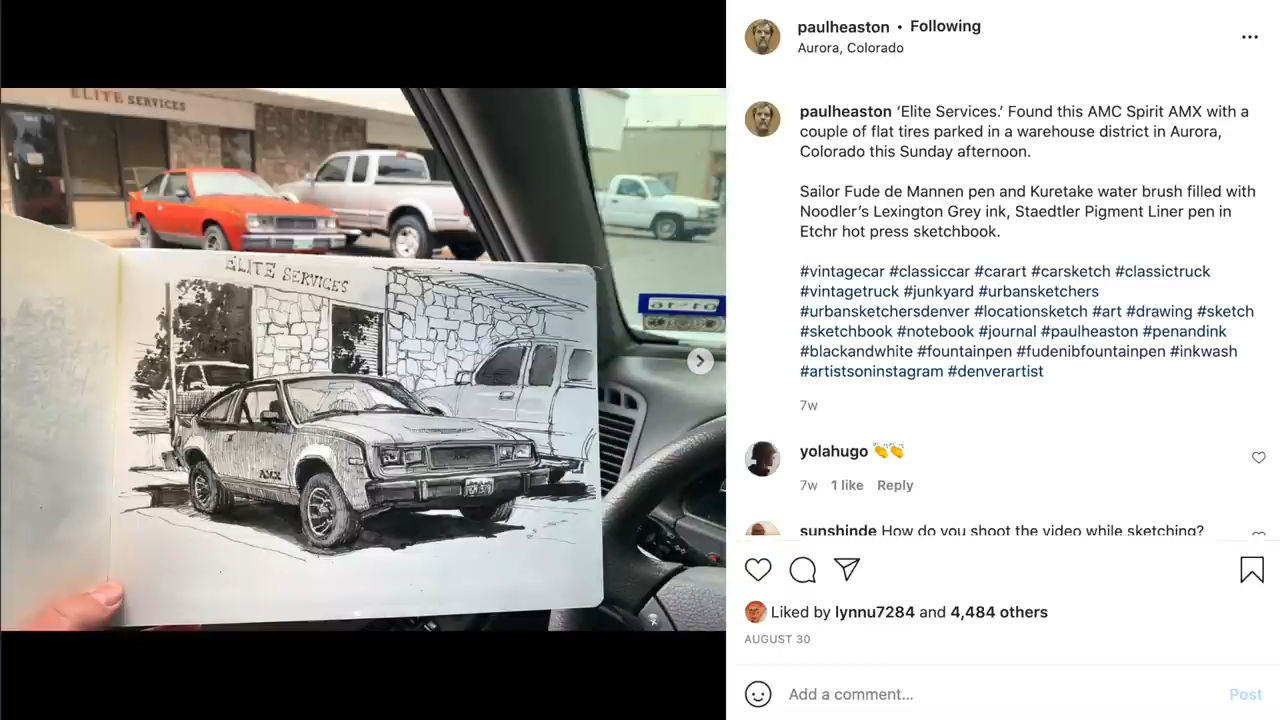 paulheaston • Following
Aurora, Colorado
paulheaston ‘Elite Services.’ Found this AMC Spirit AMX with a
couple of flat tires parked in a warehouse district in Aurora,
Colorado this Sunday afternoon.
Sailor Fude de Mannen pen and Kuretake water brush filled with
Noodler’s Lexington Grey ink, Staedtler Pigment Liner pen in
Etchr hot press sketchbook.
#vintagecar #classiccar #carart #carsketch #classictruck
#vintagetruck #junkyard #urbansketchers
#urbansketchersdenver #locationsketch #art #drawing #sketch
#sketchbook #notebook #journal #paulheaston #penandink
#blackandwhite #fountainpen #fudenibfountainpen #inkwash
#artistsoninstagram #denverartist
7w
yolahugo 👏👏
7w 1 like Reply
sunshinde How do you shoot the video while sketching?
Liked by lynnu7284 and 4,484 others
AUGUST 30
Add a comment...
Post
ELITE SERVICES
ELITE SERVICES
AMX